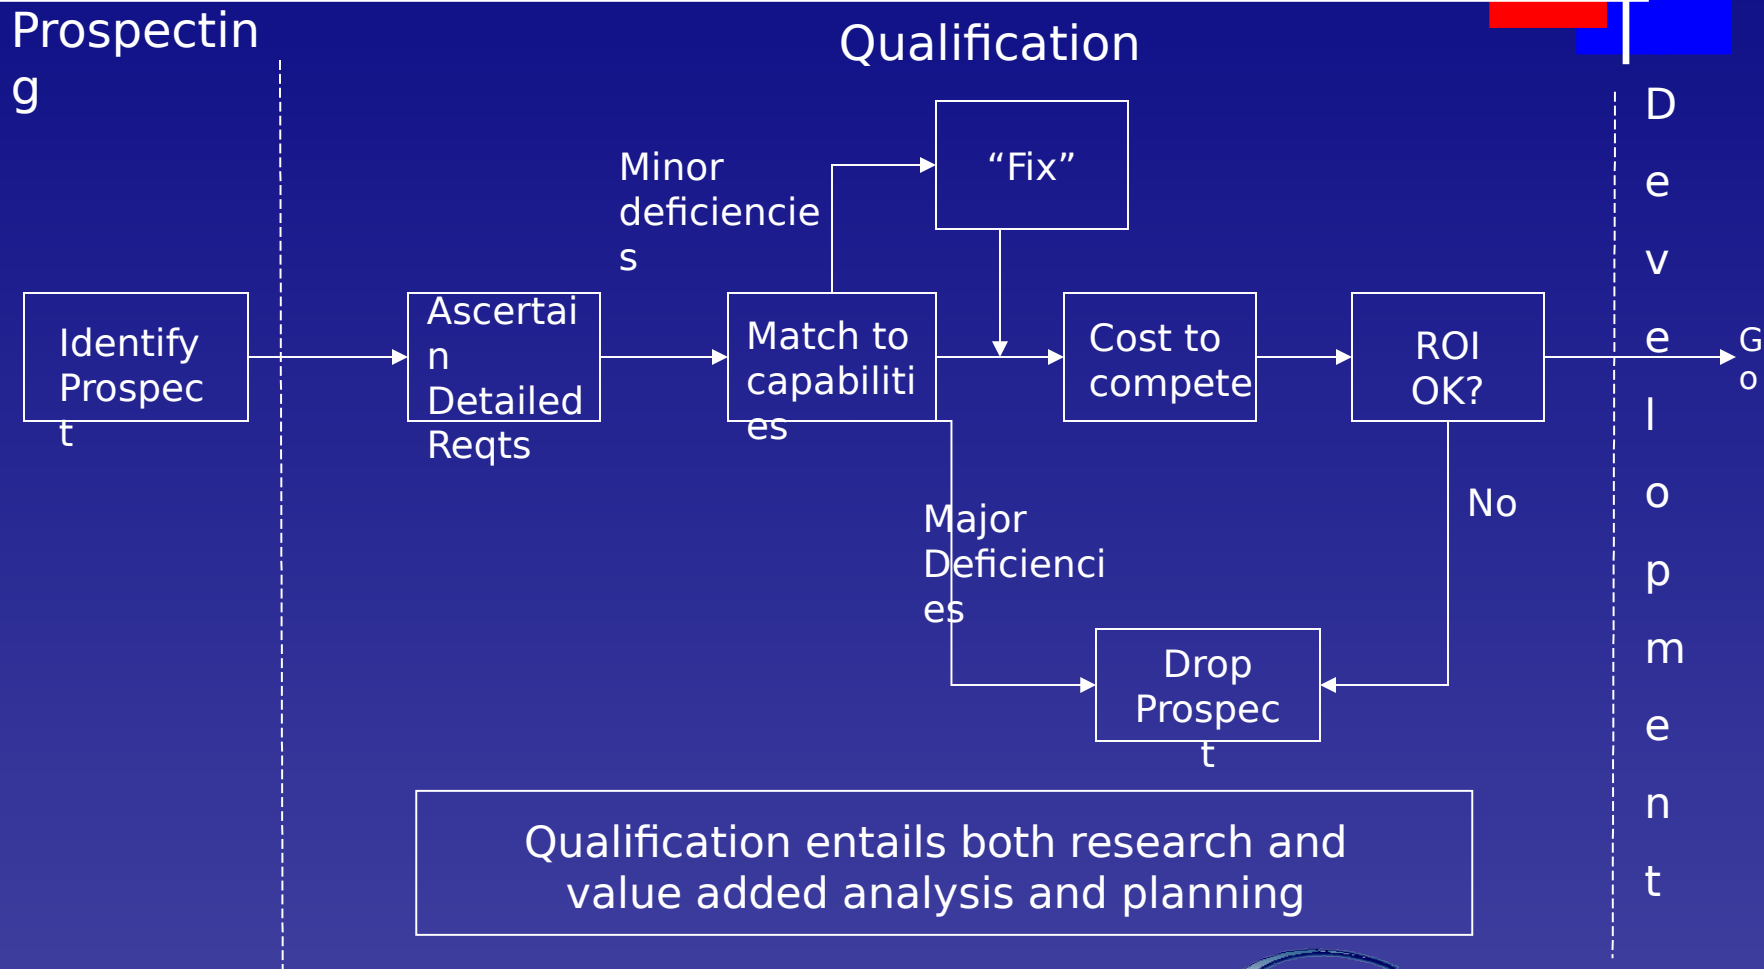 Prospectin
g
Qualification
D
e
v
e
l
o
p
m
e
n
t
“Fix”
Minor
deficiencie
s
Identify
Prospec
t
Ascertai
n
Detailed
Reqts
Match to
capabiliti
es
Cost to
compete
ROI
OK?
G
o
No
Major
Deficienci
es
Drop
Prospec
t
Qualification entails both research and
value added analysis and planning